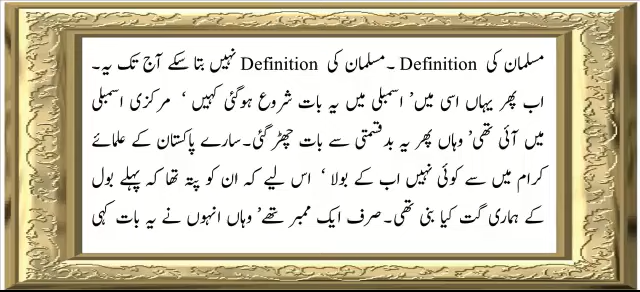 مسلمان کی Definition ۔ مسلمان کی Definition نہیں بتا سکے آج تک یہ۔
اب پھر یہاں اسی میں’ اسمبلی میں یہ بات شروع ہوگئی کہیں ‘ مرکزی اسمبلی
میں آئی تھی’ وہاں پھر یہ بدقسمتی سے بات چھڑ گئی۔ سارے پاکستان کے علمائے
کرام میں سے کوئی نہیں اب کے بولا ‘ اس لیے کہ ان کو پتہ تھا کہ پہلے بول
کے ہماری گت کیا بنی تھی۔ صرف ایک ممبر تھے’ وہاں انہوں نے یہ بات کہی